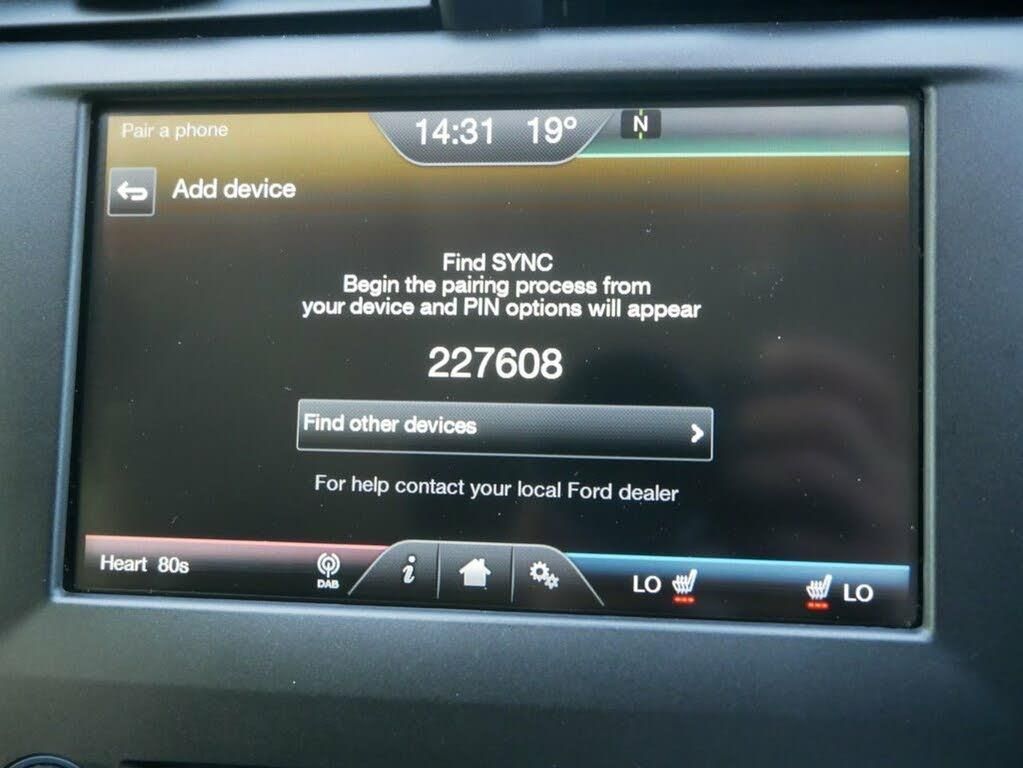 Pair a phone
14:31 19° N
Add device
Find SYNC
Begin the pairing process from
your device and PIN options will appear
227608
Find other devices
For help contact your local Ford dealer
Heart 80s
DAB
i
LO
LO